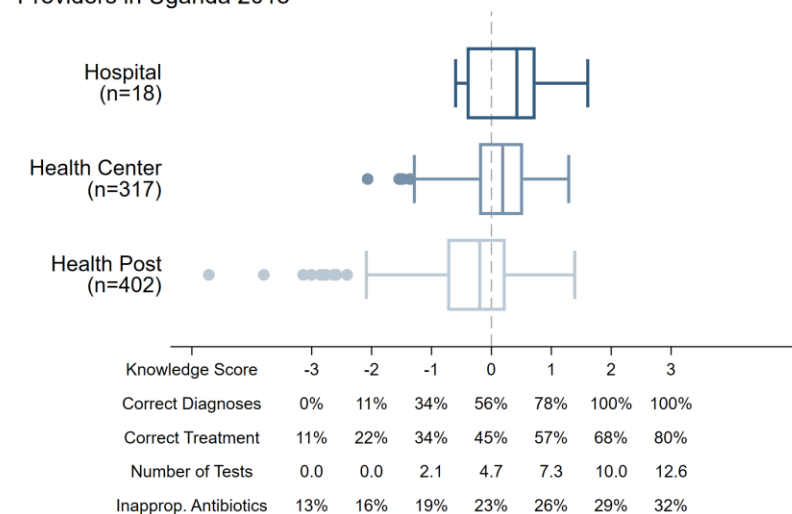 Providers in Uganda 2013
Hospital
(n=18)
Health Center
(n=317)
Health Post
(n=402)
Knowledge Score -3 -2 -1 0 1 2 3
Correct Diagnoses 0% 11% 34% 56% 78% 100% 100%
Correct Treatment 11% 22% 34% 45% 57% 68% 80%
Number of Tests 0.0 0.0 2.1 4.7 7.3 10.0 12.6
Inapprop. Antibiotics 13% 16% 19% 23% 26% 29% 32%